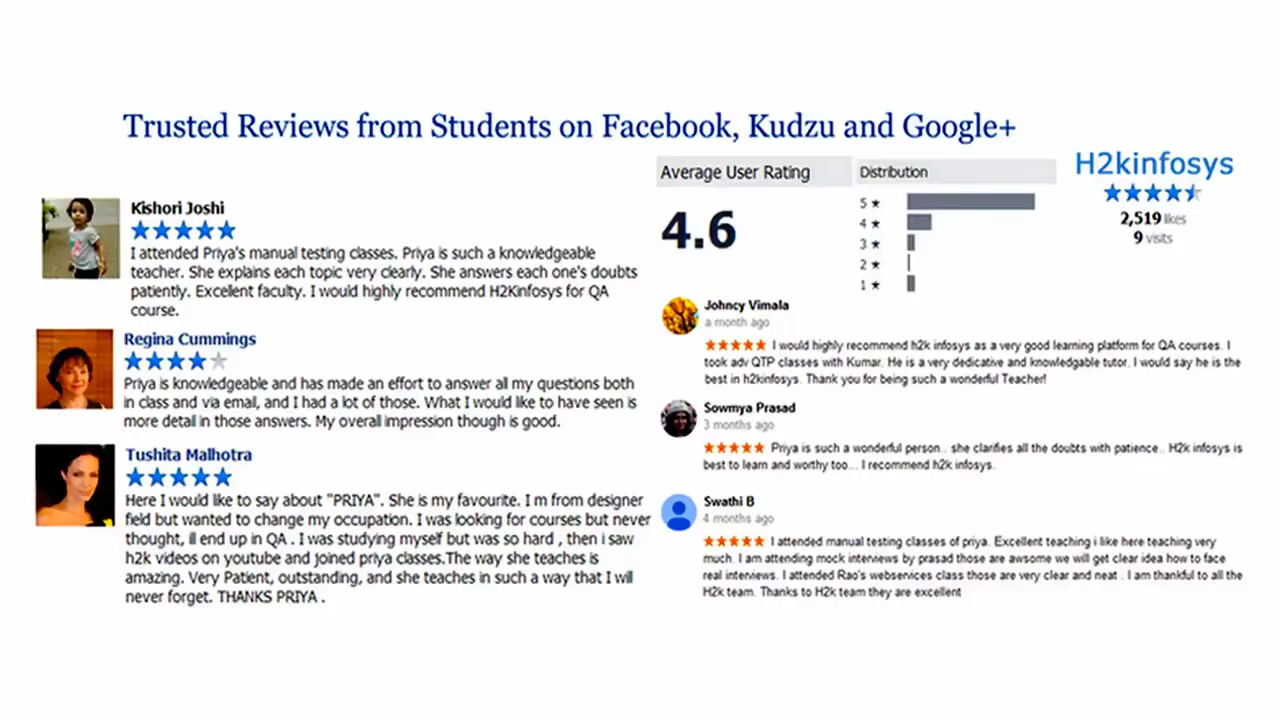 Trusted Reviews from Students on Facebook, Kudzu and Google+
Kishori Joshi
I attended Priya's manual testing classes. Priya is such a knowledgeable
teacher. She explains each topic very clearly. She answers each one's doubts
patiently. Excellent faculty. I would highly recommend H2Kinfosys for QA
course.
Regina Cummings
Priya is knowledgeable and has made an effort to answer all my questions both
in class and via email, and I had a lot of those. What I would like to have seen is
more detail in those answers. My overall impression though is good.
Tushita Malhotra
Here I would like to say about "PRIYA". She is my favourite. I m from designer
field but wanted to change my occupation. I was looking for courses but never
thought, ill end up in QA . I was studying myself but was so hard , then i saw
h2k videos on youtube and joined priya classes.The way she teaches is
amazing. Very Patient, outstanding, and she teaches in such a way that I will
never forget. THANKS PRIYA .
Average User Rating
4.6
Distribution
5 ★
4 ★
3 ★
2 ★
1 ★
H2kinfosys
2,519 likes
9 visits
Johncy Vimala
a month ago
★★★★★ I would highly recommend h2k infosys as a very good learning platform for QA courses. I
took adv QTP classes with Kumar. He is a very dedicative and knowledgable tutor. I would say he is the
best in h2kinfosys. Thank you for being such a wonderful Teacher!
Sowmya Prasad
3 months ago
★★★★★ Priya is such a wonderful person.. she clarifies all the doubts with patience.. H2k infosys is
best to learn and worthy too... I recommend h2k infosys.
Swathi B
4 months ago
★★★★★ I attended manual testing classes of priya. Excellent teaching i like here teaching very
much. I am attending mock interviews by prasad those are awsome we will get clear idea how to face
real interviews. I attended Rao's webservices class those are very clear and neat . I am thankful to all the
H2k team. Thanks to H2k team they are excellent